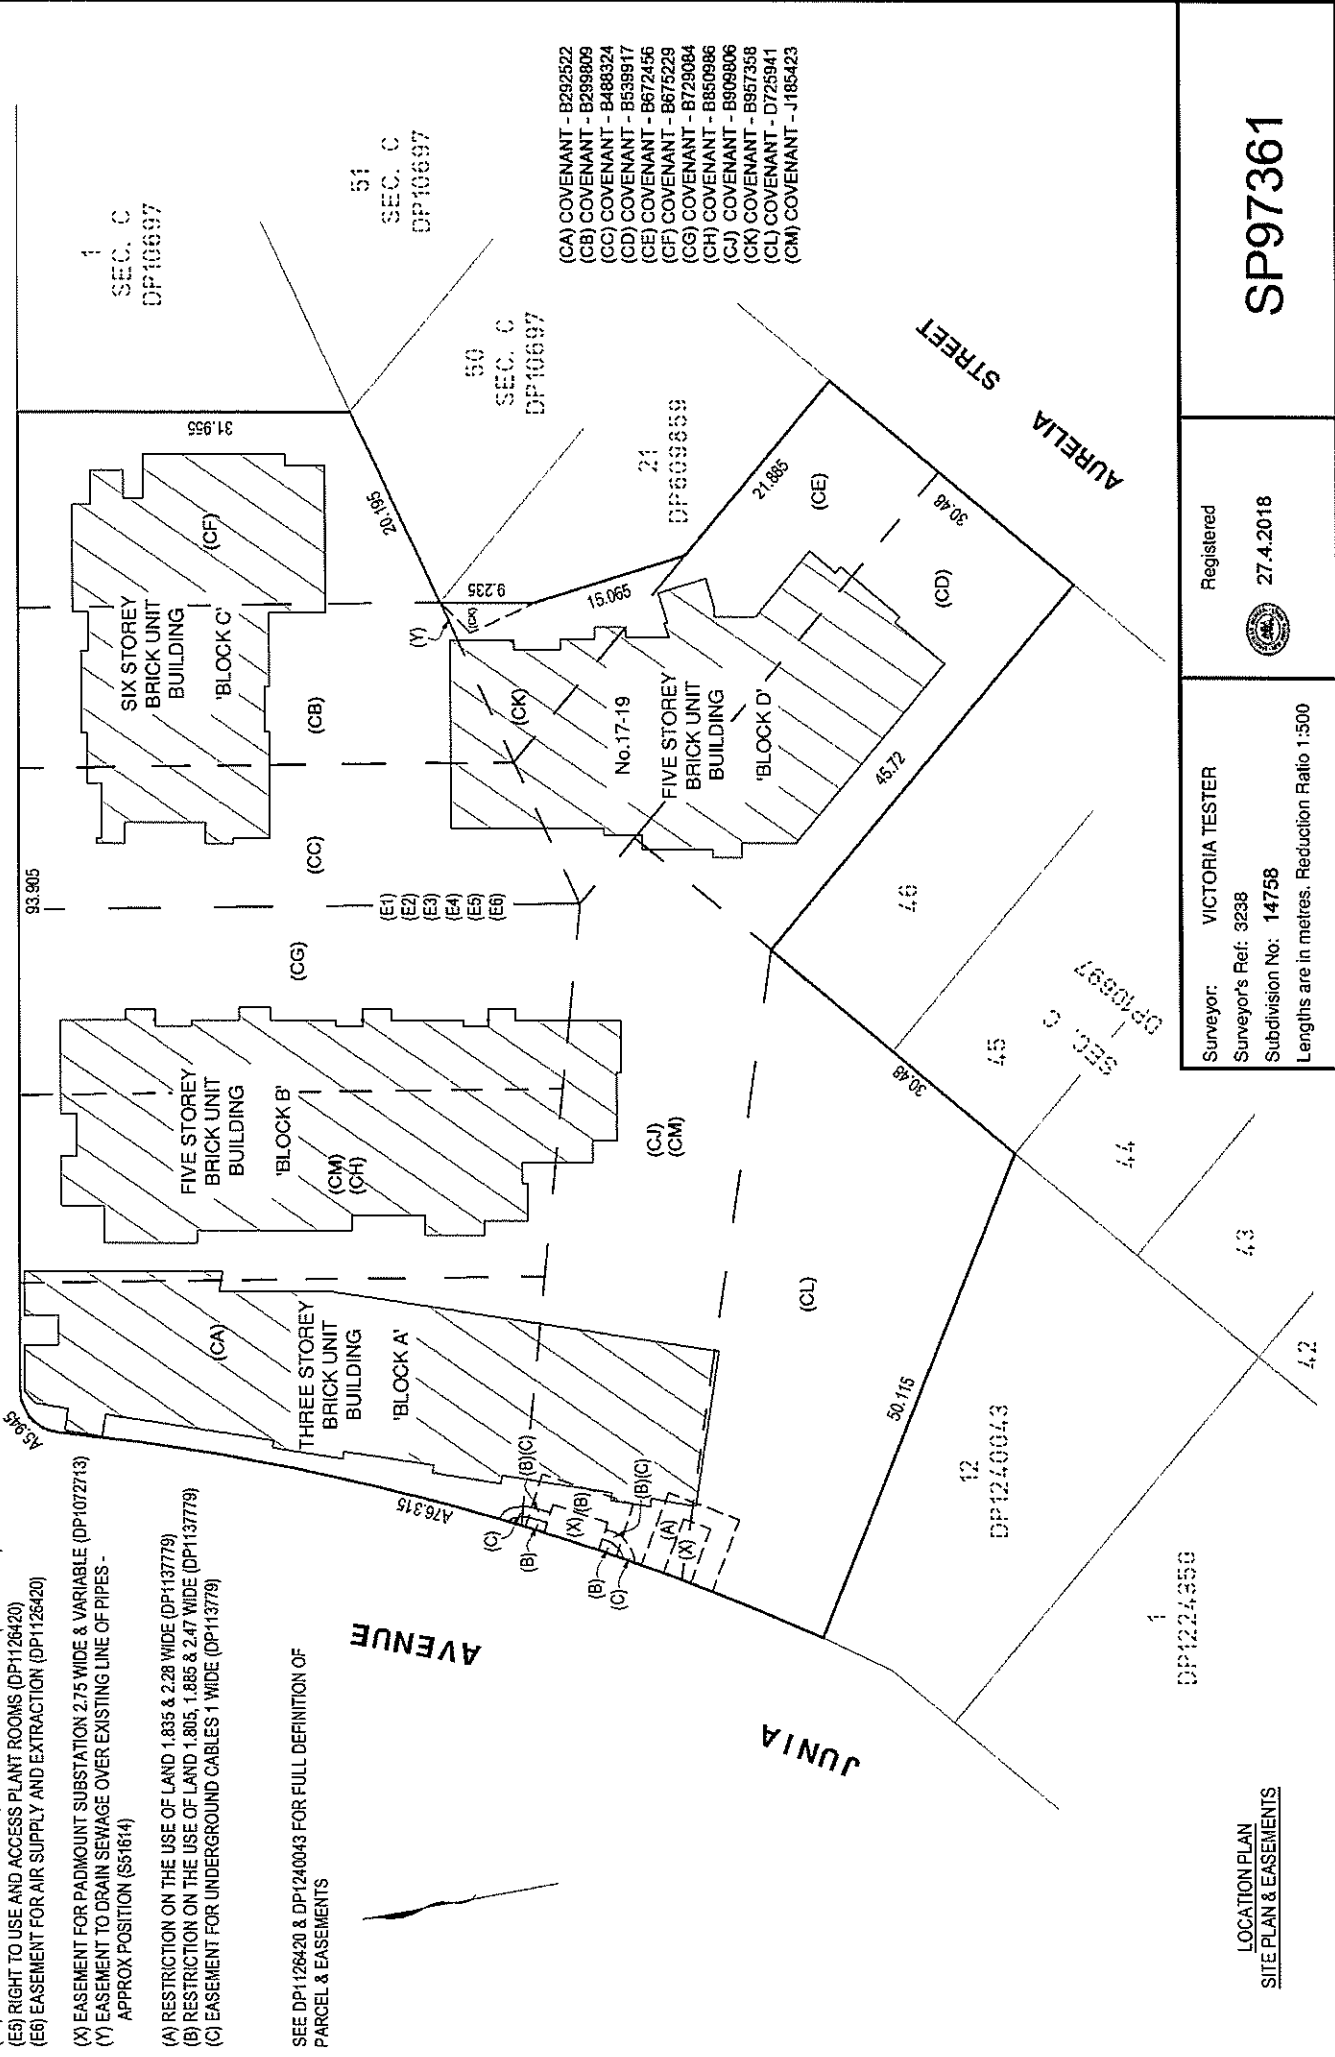 (E5) RIGHT TO USE AND ACCESS PLANT ROOMS (DP1126420)
(E6) EASEMENT FOR AIR SUPPLY AND EXTRACTION (DP1126420)
(X) EASEMENT FOR PADMOUNT SUBSTATION 2.75 WIDE & VARIABLE (DP1072713)
(Y) EASEMENT TO DRAIN SEWAGE OVER EXISTING LINE OF PIPES -
APPROX POSITION (S51614)
(A) RESTRICTION ON THE USE OF LAND 1.835 & 2.28 WIDE (DP1137779)
(B) RESTRICTION ON THE USE OF LAND 1.805, 1.885 & 2.47 WIDE (DP1137779)
(C) EASEMENT FOR UNDERGROUND CABLES 1 WIDE (DP113779)
SEE DP1126420 & DP1240043 FOR FULL DEFINITION OF
PARCEL & EASEMENTS
A5.945
93.905
31.955
20.195
9.235
15.065
21.885
30.48
45.72
30.48
50.115
A76.315
(CA)
THREE STOREY
BRICK UNIT
BUILDING
'BLOCK A'
FIVE STOREY
BRICK UNIT
BUILDING
'BLOCK B'
(CM)
(CH)
(CG)
(CC)
(CB)
SIX STOREY
BRICK UNIT
BUILDING
'BLOCK C'
(CF)
(E1)
(E2)
(E3)
(E4)
(E5)
(E6)
(Y)
(CK)
(CK)
No.17-19
FIVE STOREY
BRICK UNIT
BUILDING
'BLOCK D'
(CE)
(CD)
(CJ)
(CM)
(CL)
(C)
(B)
(B)(C)
(X)/(B)
(B)(C)
(B)
(C)
(A)
(X)
1
SEC. C
DP10697
51
SEC. C
DP10697
50
SEC. C
DP10697
21
DP609859
(CA) COVENANT - B292522
(CB) COVENANT - B299809
(CC) COVENANT - B488324
(CD) COVENANT - B539917
(CE) COVENANT - B672456
(CF) COVENANT - B675229
(CG) COVENANT - B729084
(CH) COVENANT - B850986
(CJ) COVENANT - B909806
(CK) COVENANT - B957358
(CL) COVENANT - D725941
(CM) COVENANT - J185423
AURELIA STREET
JUNIA AVENUE
46
45
SEC. C
DP10697
44
43
42
12
DP1240043
1
DP1224350
LOCATION PLAN
SITE PLAN & EASEMENTS
Surveyor: VICTORIA TESTER
Surveyor's Ref: 3238
Subdivision No: 14758
Lengths are in metres. Reduction Ratio 1:500
Registered
27.4.2018
SP97361